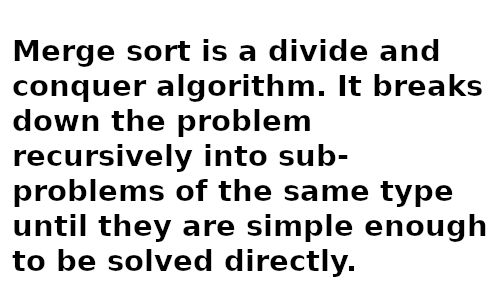 Merge sort is a divide and
conquer algorithm. It breaks
down the problem
recursively into sub-
problems of the same type
until they are simple enough
to be solved directly.